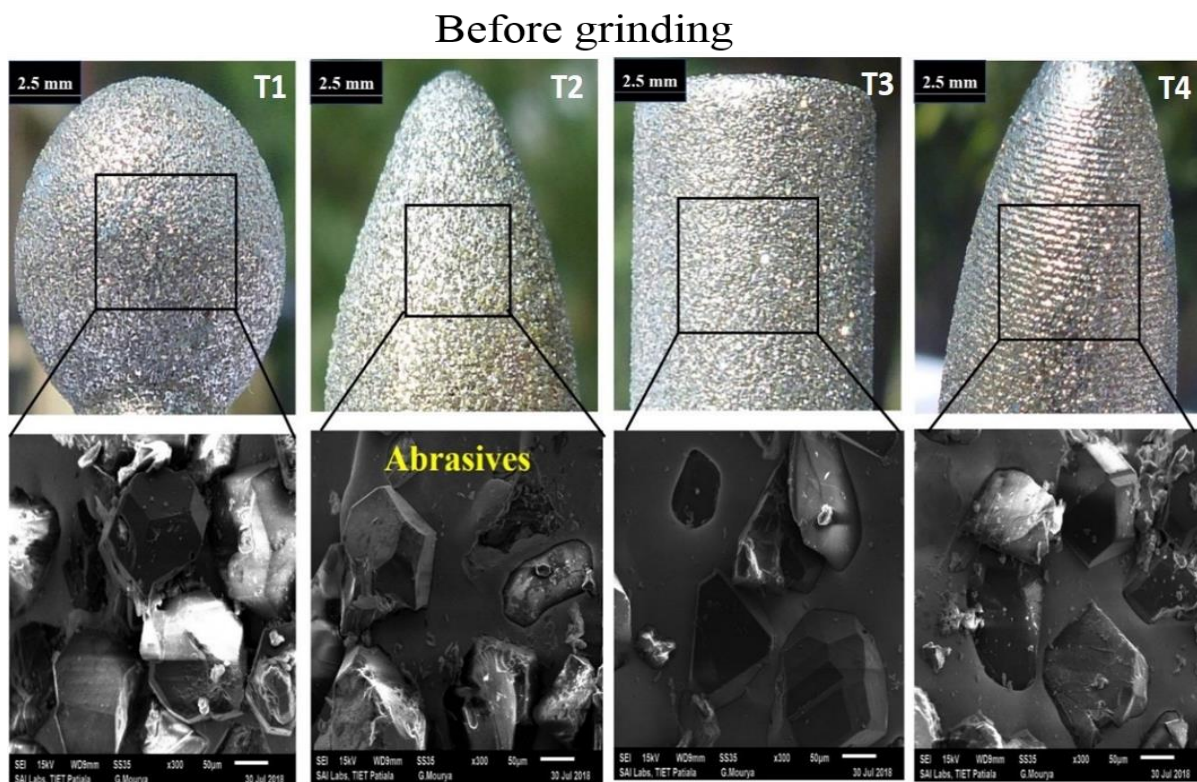 Before grinding
2.5 mm
T1
2.5 mm
T2
2.5 mm
T3
2.5 mm
T4
Abrasives
SEI 15kV WD9mm SS35 x300 50µm
SAI Labs, TIET Patiala G.Mourya 30 Jul 2018
SEI 15kV WD9mm SS35 x300 50µm
SAI Labs, TIET Patiala G.Mourya 30 Jul 2018
SEI 15kV WD9mm SS35 x300 50µm
SAI Labs, TIET Patiala G.Mourya 30 Jul 2018
SEI 15kV WD9mm SS35 x300 50µm
SAI Labs, TIET Patiala G.Mourya 30 Jul 2018